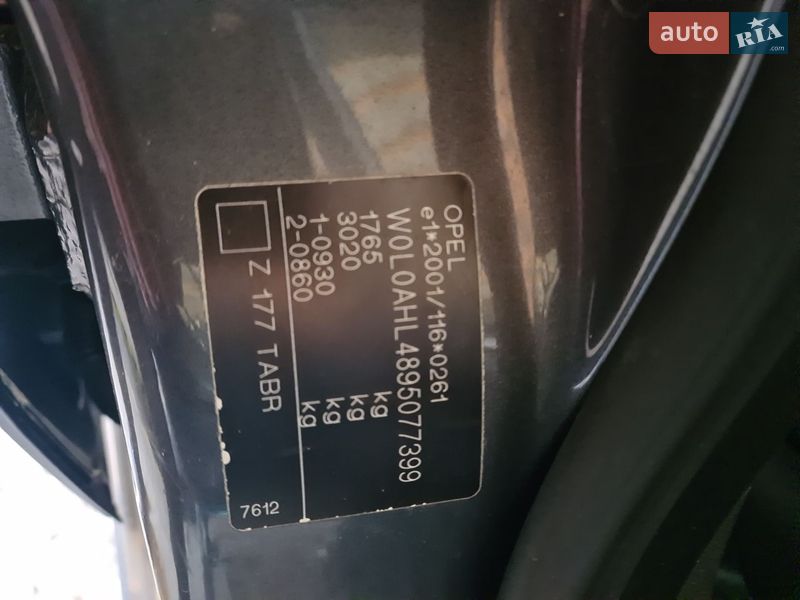 OPEL
e1*2001/116*0261
W0L0AHL4895077399
1765 kg
3020 kg
1-0930 kg
2-0860 kg
Z 177 TABR
7612
auto RIA.com